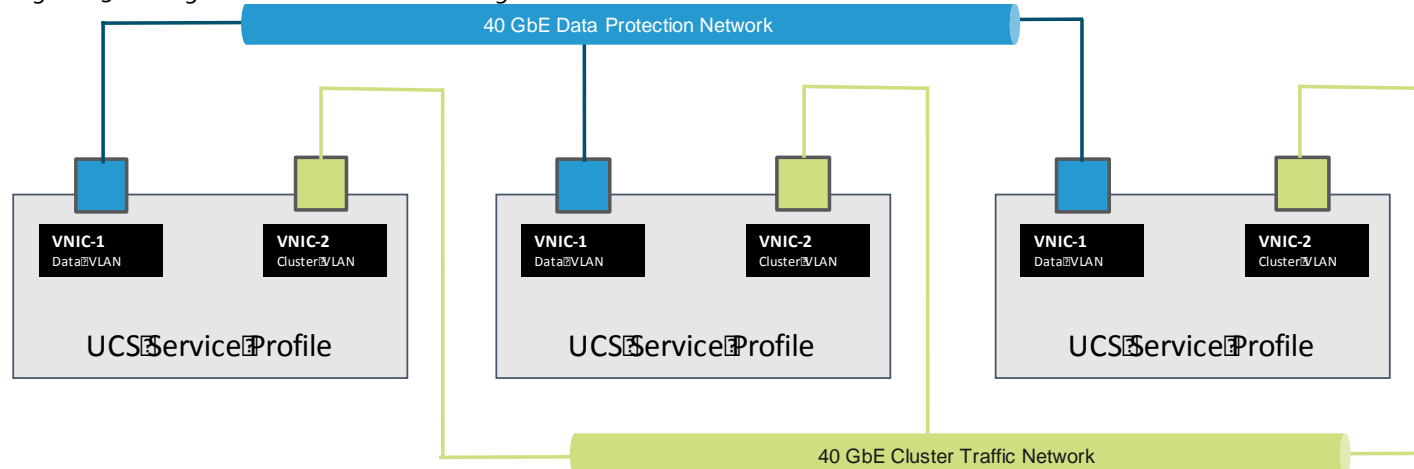 40 GbE Data Protection Network
VNIC-1
Data VLAN
VNIC-2
Cluster VLAN
VNIC-1
Data VLAN
VNIC-2
Cluster VLAN
VNIC-1
Data VLAN
VNIC-2
Cluster VLAN
UCS Service Profile
UCS Service Profile
UCS Service Profile
40 GbE Cluster Traffic Network